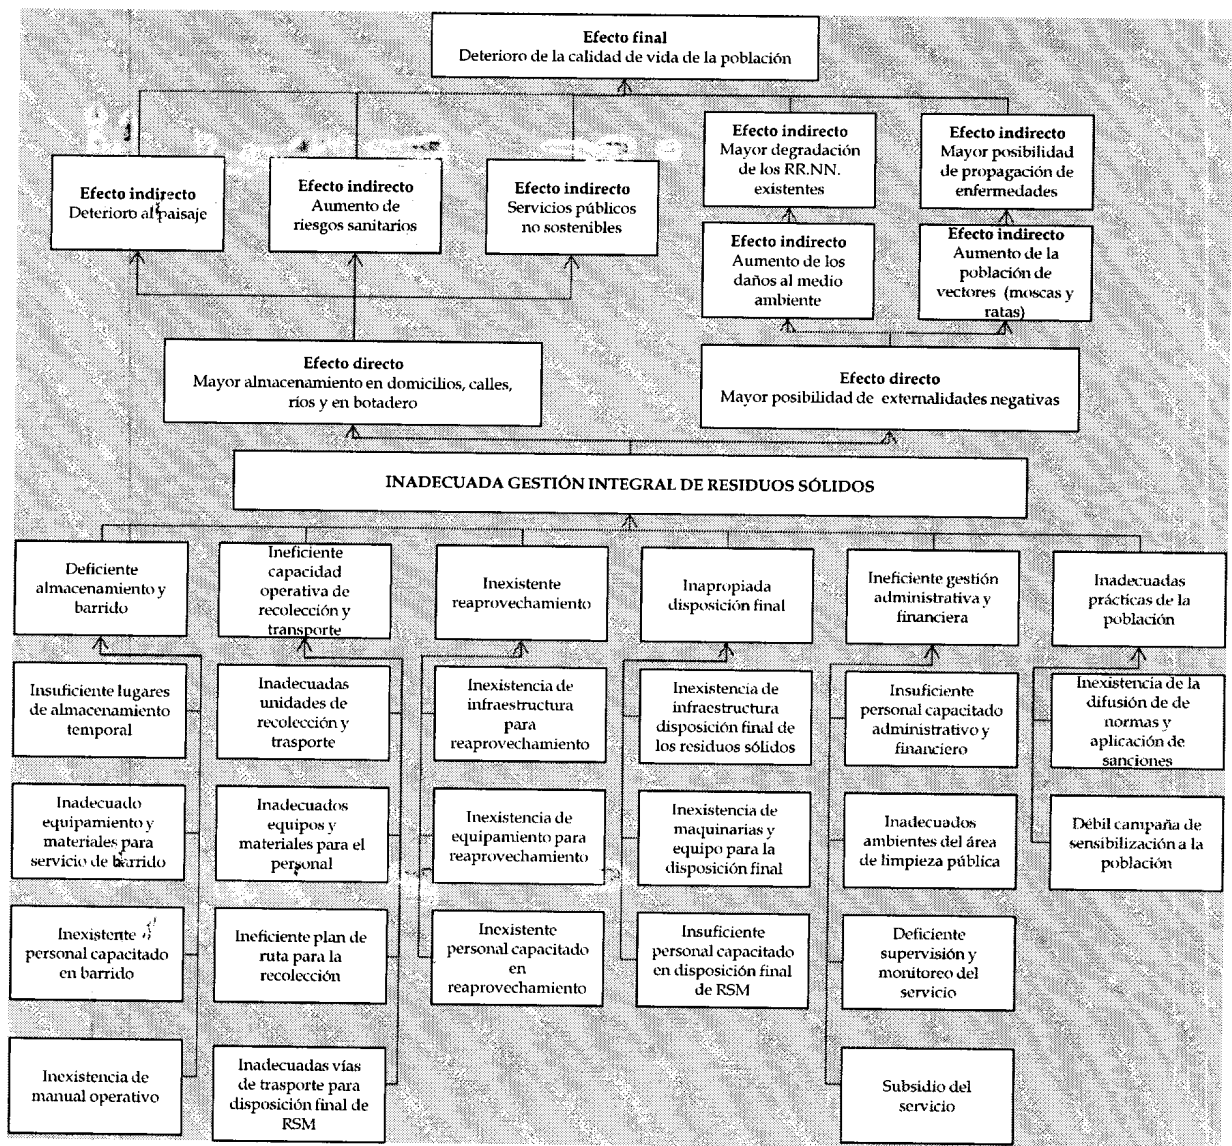 Efecto final
Deterioro de la calidad de vida de la población
Efecto indirecto
Deterioro al paisaje
Efecto indirecto
Aumento de
riesgos sanitarios
Efecto indirecto
Servicios públicos
no sostenibles
Efecto indirecto
Mayor degradación
de los RR.NN.
existentes
Efecto indirecto
Mayor posibilidad
de propagación de
enfermedades
Efecto indirecto
Aumento de los
daños al medio
ambiente
Efecto indirecto
Aumento de la
población de
vectores (moscas y
ratas)
Efecto directo
Mayor almacenamiento en domicilios, calles,
ríos y en botadero
Efecto directo
Mayor posibilidad de externalidades negativas
INADECUADA GESTIÓN INTEGRAL DE RESIDUOS SÓLIDOS
Deficiente
almacenamiento y
barrido
Ineficiente
capacidad
operativa de
recolección y
transporte
Inexistente
reaprovechamiento
Inapropiada
disposición final
Ineficiente gestión
administrativa y
financiera
Inadecuadas
prácticas de la
población
Insuficiente lugares
de almacenamiento
temporal
Inadecuadas
unidades de
recolección y
trasporte
Inexistencia de
infraestructura
para
reaprovechamiento
Inexistencia de
infraestructura
disposición final de
los residuos sólidos
Insuficiente
personal capacitado
administrativo y
financiero
Inexistencia de la
difusión de de
normas y
aplicación de
sanciones
Inadecuado
equipamiento y
materiales para
servicio de barrido
Inadecuados
equipos y
materiales para el
personal
Inexistencia de
equipamiento para
reaprovechamiento
Inexistencia de
maquinarias y
equipo para la
disposición final
Inadecuados
ambientes del área
de limpieza pública
Débil campaña de
sensibilización a la
población
Inexistente
personal capacitado
en barrido
Ineficiente plan de
ruta para la
recolección
Inexistente
personal capacitado
en
reaprovechamiento
Insuficiente
personal capacitado
en disposición final
de RSM
Deficiente
supervisión y
monitoreo del
servicio
Inexistencia de
manual operativo
Inadecuadas vías
de trasporte para
disposición final de
RSM
Subsidio del
servicio